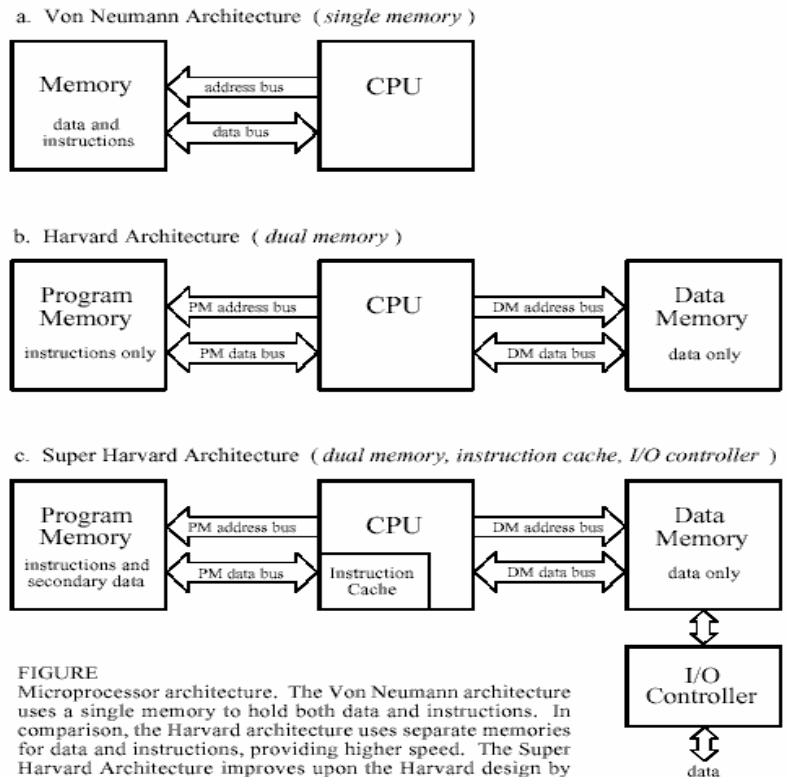 a. Von Neumann Architecture ( single memory )
Memory
data and
instructions
address bus
data bus
CPU
b. Harvard Architecture ( dual memory )
Program
Memory
instructions only
PM address bus
PM data bus
CPU
DM address bus
DM data bus
Data
Memory
data only
c. Super Harvard Architecture ( dual memory, instruction cache, I/O controller )
Program
Memory
instructions and
secondary data
PM address bus
PM data bus
CPU
Instruction
Cache
DM address bus
DM data bus
Data
Memory
data only
I/O
Controller
data
FIGURE
Microprocessor architecture. The Von Neumann architecture
uses a single memory to hold both data and instructions. In
comparison, the Harvard architecture uses separate memories
for data and instructions, providing higher speed. The Super
Harvard Architecture improves upon the Harvard design by